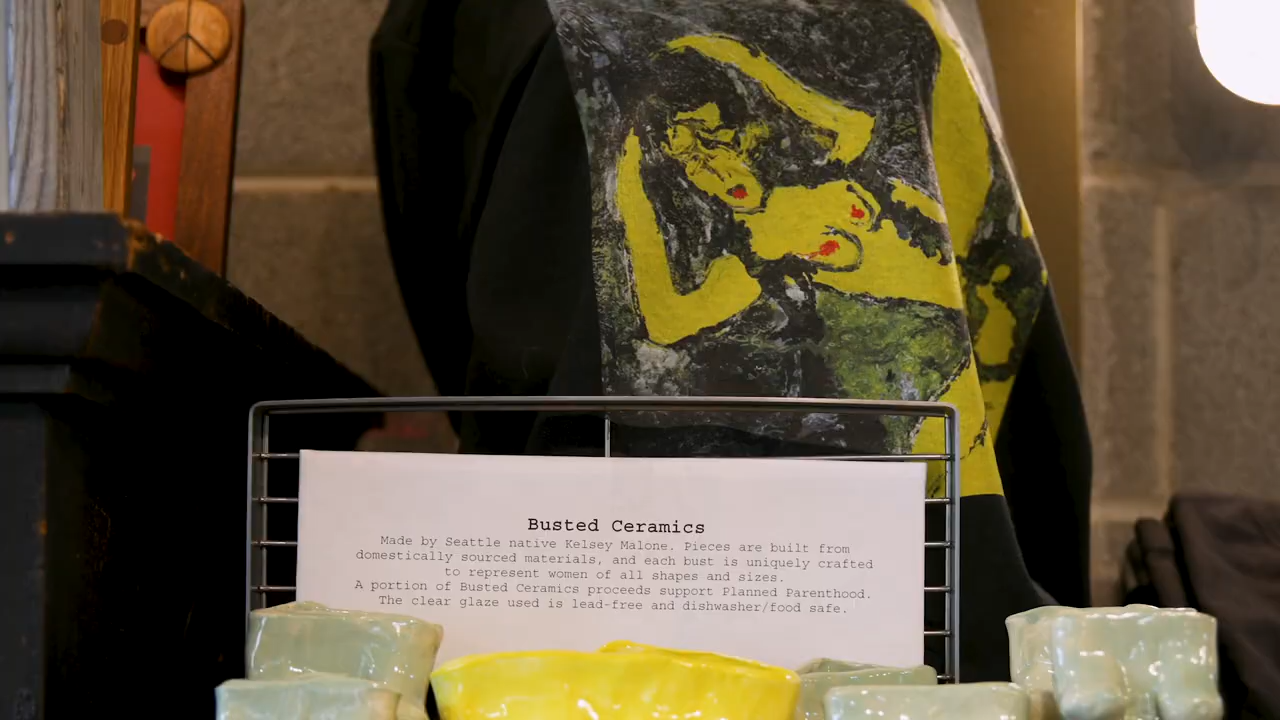 Busted Ceramics
Made by Seattle native Kelsey Malone. Pieces are built from
domestically sourced materials, and each bust is uniquely crafted
to represent women of all shapes and sizes.
A portion of Busted Ceramics proceeds support Planned Parenthood.
The clear glaze used is lead-free and dishwasher/food safe.